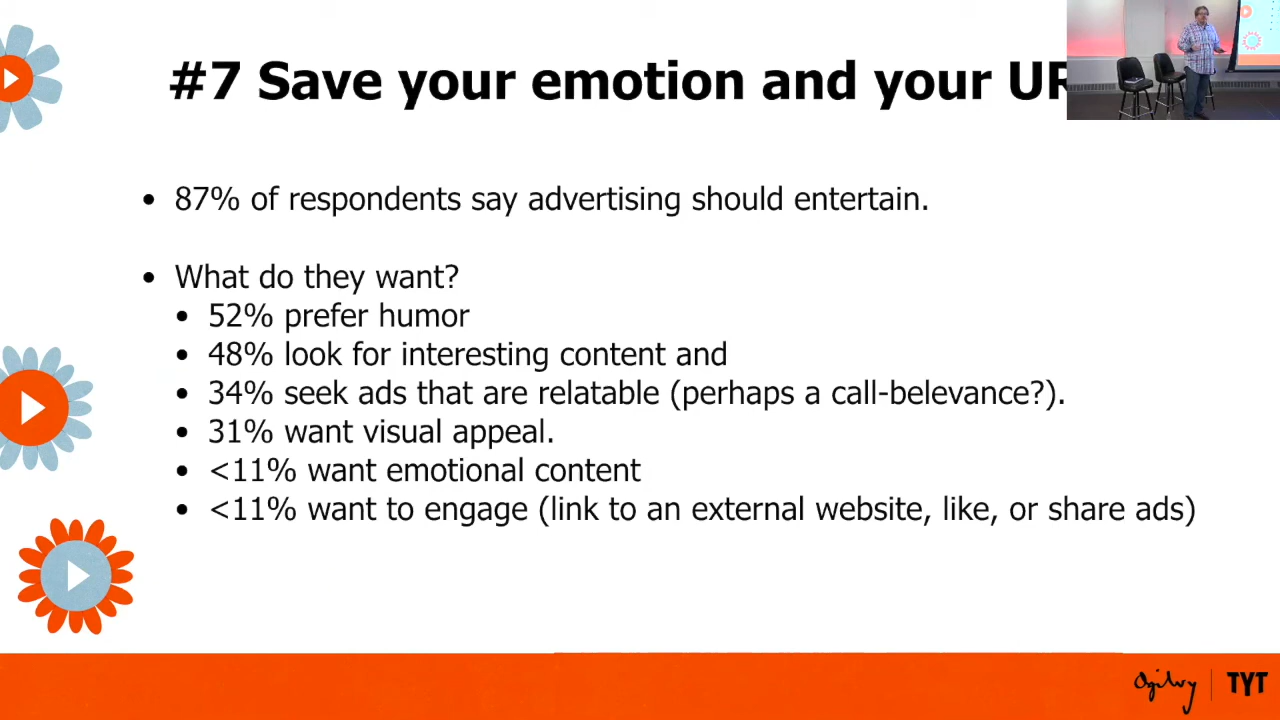 #7 Save your emotion and your UR
• 87% of respondents say advertising should entertain.
• What do they want?
• 52% prefer humor
• 48% look for interesting content and
• 34% seek ads that are relatable (perhaps a call-belevance?).
• 31% want visual appeal.
• <11% want emotional content
• <11% want to engage (link to an external website, like, or share ads)
Ogilvy
TYT